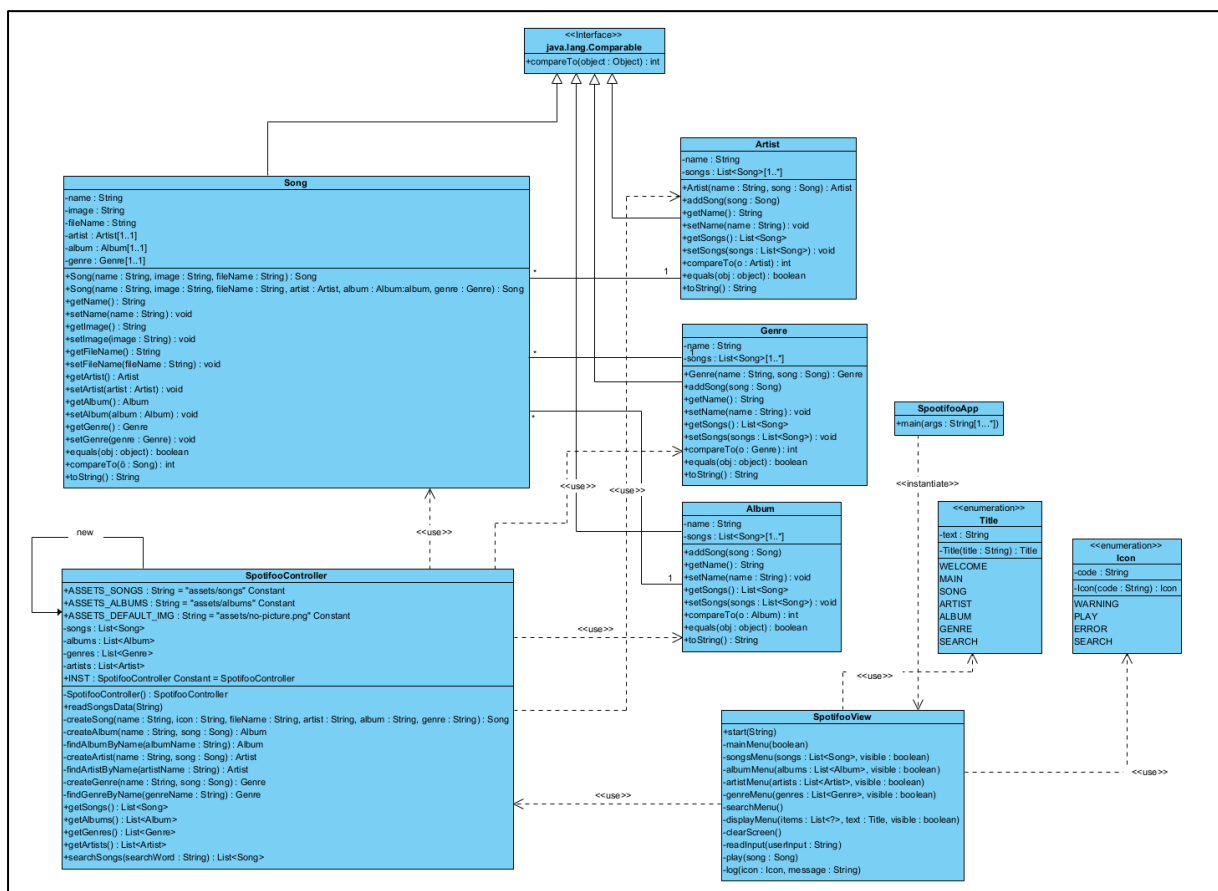 <<Interface>>
java.lang.Comparable
+compareTo(object : Object) : int
Song
-name : String
-image : String
-fileName : String
-artist : Artist[1..1]
-album : Album[1..1]
-genre : Genre[1..1]
+Song(name : String, image : String, fileName : String) : Song
+Song(name : String, image : String, fileName : String, artist : Artist, album : Album:album, genre : Genre) : Song
+getName() : String
+setName(name : String) : void
+getImage() : String
+setImage(image : String) : void
+getFileName() : String
+setFileName(fileName : String) : void
+getArtist() : Artist
+setArtist(artist : Artist) : void
+getAlbum() : Album
+setAlbum(album : Album) : void
+getGenre() : Genre
+setGenre(genre : Genre) : void
+equals(obj : object) : boolean
+compareTo(ö : Song) : int
+toString() : String
Artist
-name : String
-songs : List<Song>[1..*]
+Artist(name : String, song : Song) : Artist
+addSong(song : Song)
+getName() : String
+setName(name : String) : void
+getSongs() : List<Song>
+setSongs(songs : List<Song>) : void
+compareTo(o : Artist) : int
+equals(obj : object) : boolean
+toString() : String
*
1
Genre
-name : String
-songs : List<Song>[1..*]
+Genre(name : String, song : Song) : Genre
+addSong(song : Song)
+getName() : String
+setName(name : String) : void
+getSongs() : List<Song>
+setSongs(songs : List<Song>) : void
+compareTo(o : Genre) : int
+equals(obj : object) : boolean
+toString() : String
*
1
Album
-name : String
-songs : List<Song>[1..*]
+addSong(song : Song)
+getName() : String
+setName(name : String) : void
+getSongs() : List<Song>
+setSongs(songs : List<Song>) : void
+compareTo(o : Album) : int
+equals(obj : object) : boolean
+toString() : String
*
1
SpootifooApp
+main(args : String[1...*])
<<instantiate>>
<<enumeration>>
Title
-text : String
-Title(title : String) : Title
WELCOME
MAIN
SONG
ARTIST
ALBUM
GENRE
SEARCH
<<enumeration>>
Icon
-code : String
-Icon(code : String) : Icon
WARNING
PLAY
ERROR
SEARCH
<<use>>
<<use>>
<<use>>
<<use>>
<<use>>
<<use>>
<<use>>
new
SpotifooController
+ASSETS_SONGS : String = "assets/songs" Constant
+ASSETS_ALBUMS : String = "assets/albums" Constant
+ASSETS_DEFAULT_IMG : String = "assets/no-picture.png" Constant
-songs : List<Song>
-albums : List<Album>
-genres : List<Genre>
-artists : List<Artist>
+INST : SpotifooController Constant = SpotifooController
-SpotifooController() : SpotifooController
+readSongsData(String)
-createSong(name : String, icon : String, fileName : String, artist : String, album : String, genre : String) : Song
-createAlbum(name : String, song : Song) : Album
-findAlbumByName(albumName : String) : Album
-createArtist(name : String, song : Song) : Artist
-findArtistByName(artistName : String) : Artist
-createGenre(name : String, song : Song) : Genre
-findGenreByName(genreName : String) : Genre
+getSongs() : List<Song>
+getAlbums() : List<Album>
+getGenres() : List<Genre>
+getArtists() : List<Artist>
+searchSongs(searchWord : String) : List<Song>
SpotifooView
+start(String)
-mainMenu(boolean)
-songsMenu(songs : List<Song>, visible : boolean)
-albumMenu(albums : List<Album>, visible : boolean)
-artistMenu(artists : List<Artist>, visible : boolean)
-genreMenu(genres : List<Genre>, visible : boolean)
-searchMenu()
-displayMenu(items : List<?>, text : Title, visible : boolean)
-clearScreen()
-readInput(userInput : String)
-play(song : Song)
-log(icon : Icon, message : String)